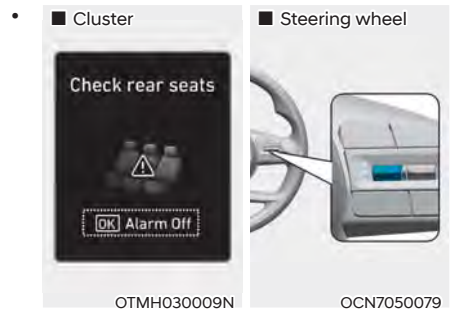 • ■ Cluster
Check rear seats
OK Alarm Off
OTMH030009N
■ Steering wheel
OCN7050079